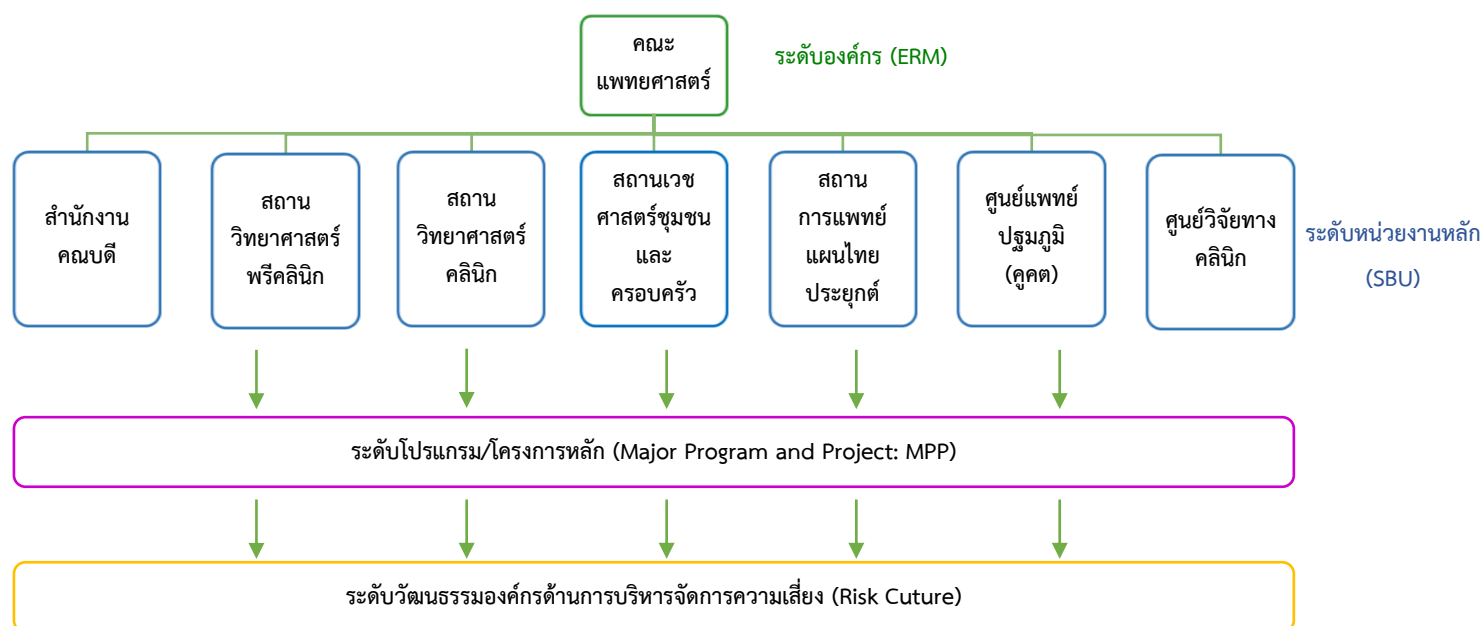 คณะ
แพทยศาสตร์
ระดับองค์กร (ERM)
สำนักงาน
คณบดี
สถาน
วิทยาศาสตร์
พรีคลินิก
สถาน
วิทยาศาสตร์
คลินิก
สถานเวช
ศาสตร์ชุมชน
และ
ครอบครัว
สถาน
การแพทย์
แผนไทย
ประยุกต์
ศูนย์แพทย์
ปฐมภูมิ
(คูคต)
ศูนย์วิจัยทาง
คลินิก
ระดับหน่วยงานหลัก
(SBU)
ระดับโปรแกรม/โครงการหลัก (Major Program and Project: MPP)
ระดับวัฒนธรรมองค์กรด้านการบริหารจัดการความเสี่ยง (Risk Cuture)